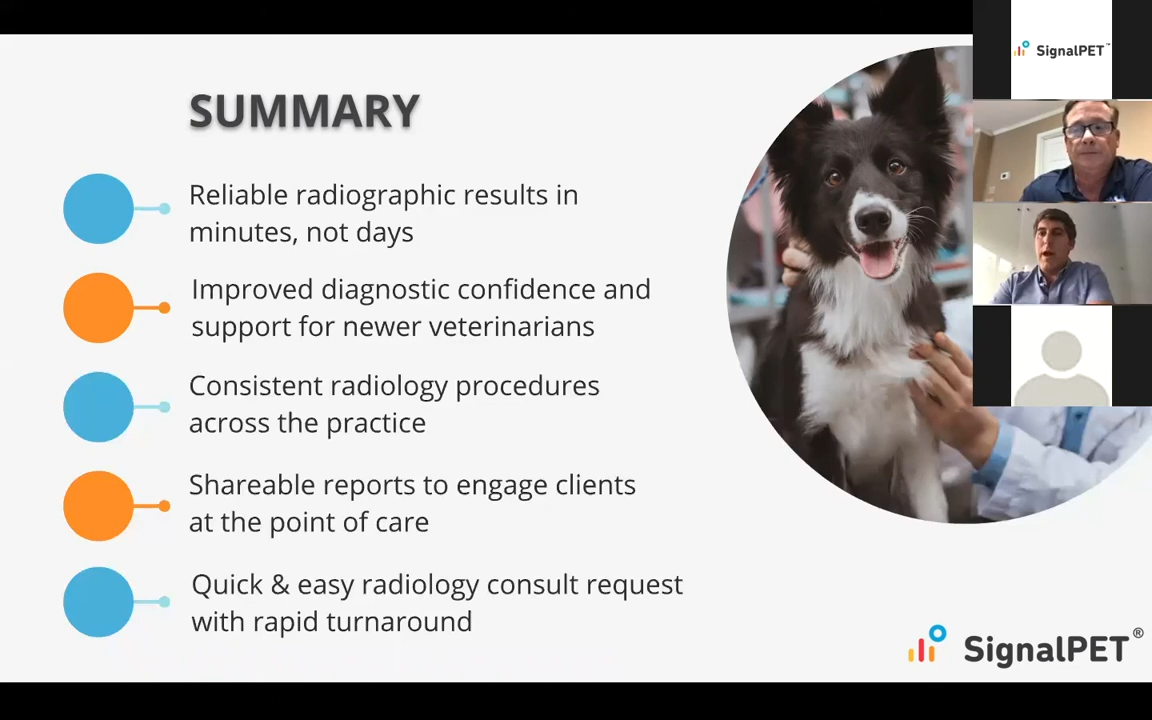 SignalPET™
SUMMARY
Reliable radiographic results in
minutes, not days
Improved diagnostic confidence and
support for newer veterinarians
Consistent radiology procedures
across the practice
Shareable reports to engage clients
at the point of care
Quick & easy radiology consult request
with rapid turnaround
SignalPET®